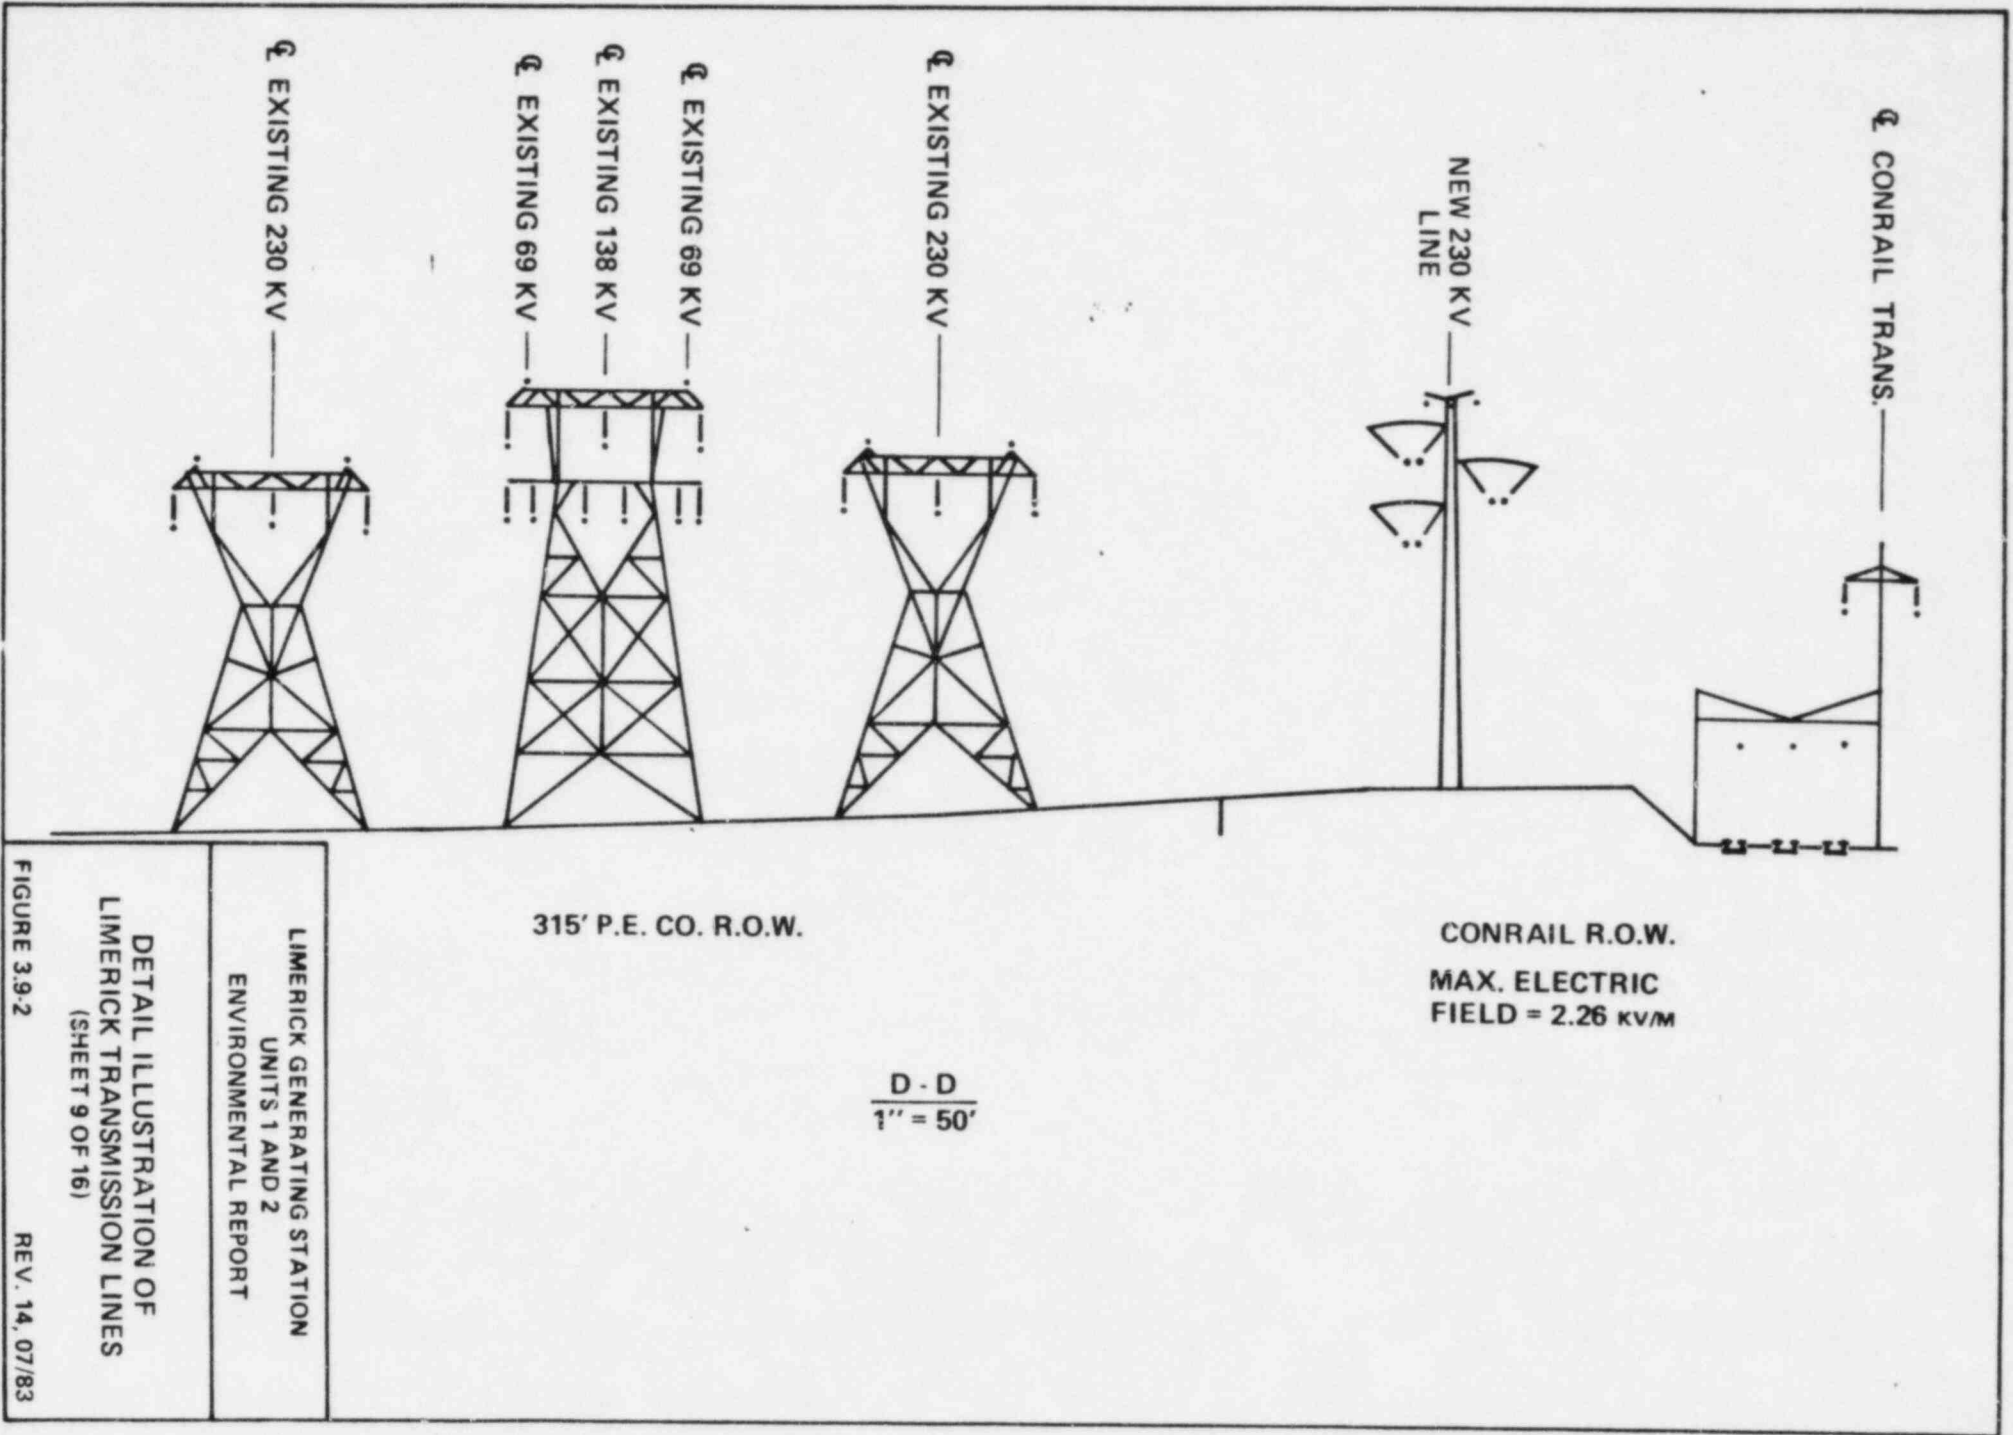 ℄ EXISTING 230 KV
℄ EXISTING 69 KV
℄ EXISTING 138 KV
℄ EXISTING 69 KV
℄ EXISTING 230 KV
NEW 230 KV
LINE
℄ CONRAIL TRANS.
315' P.E. CO. R.O.W.
CONRAIL R.O.W.
MAX. ELECTRIC
FIELD = 2.26 KV/M
D - D
1'' = 50'
LIMERICK GENERATING STATION
UNITS 1 AND 2
ENVIRONMENTAL REPORT
DETAIL ILLUSTRATION OF
LIMERICK TRANSMISSION LINES
(SHEET 9 OF 16)
FIGURE 3.9-2
REV. 14, 07/83